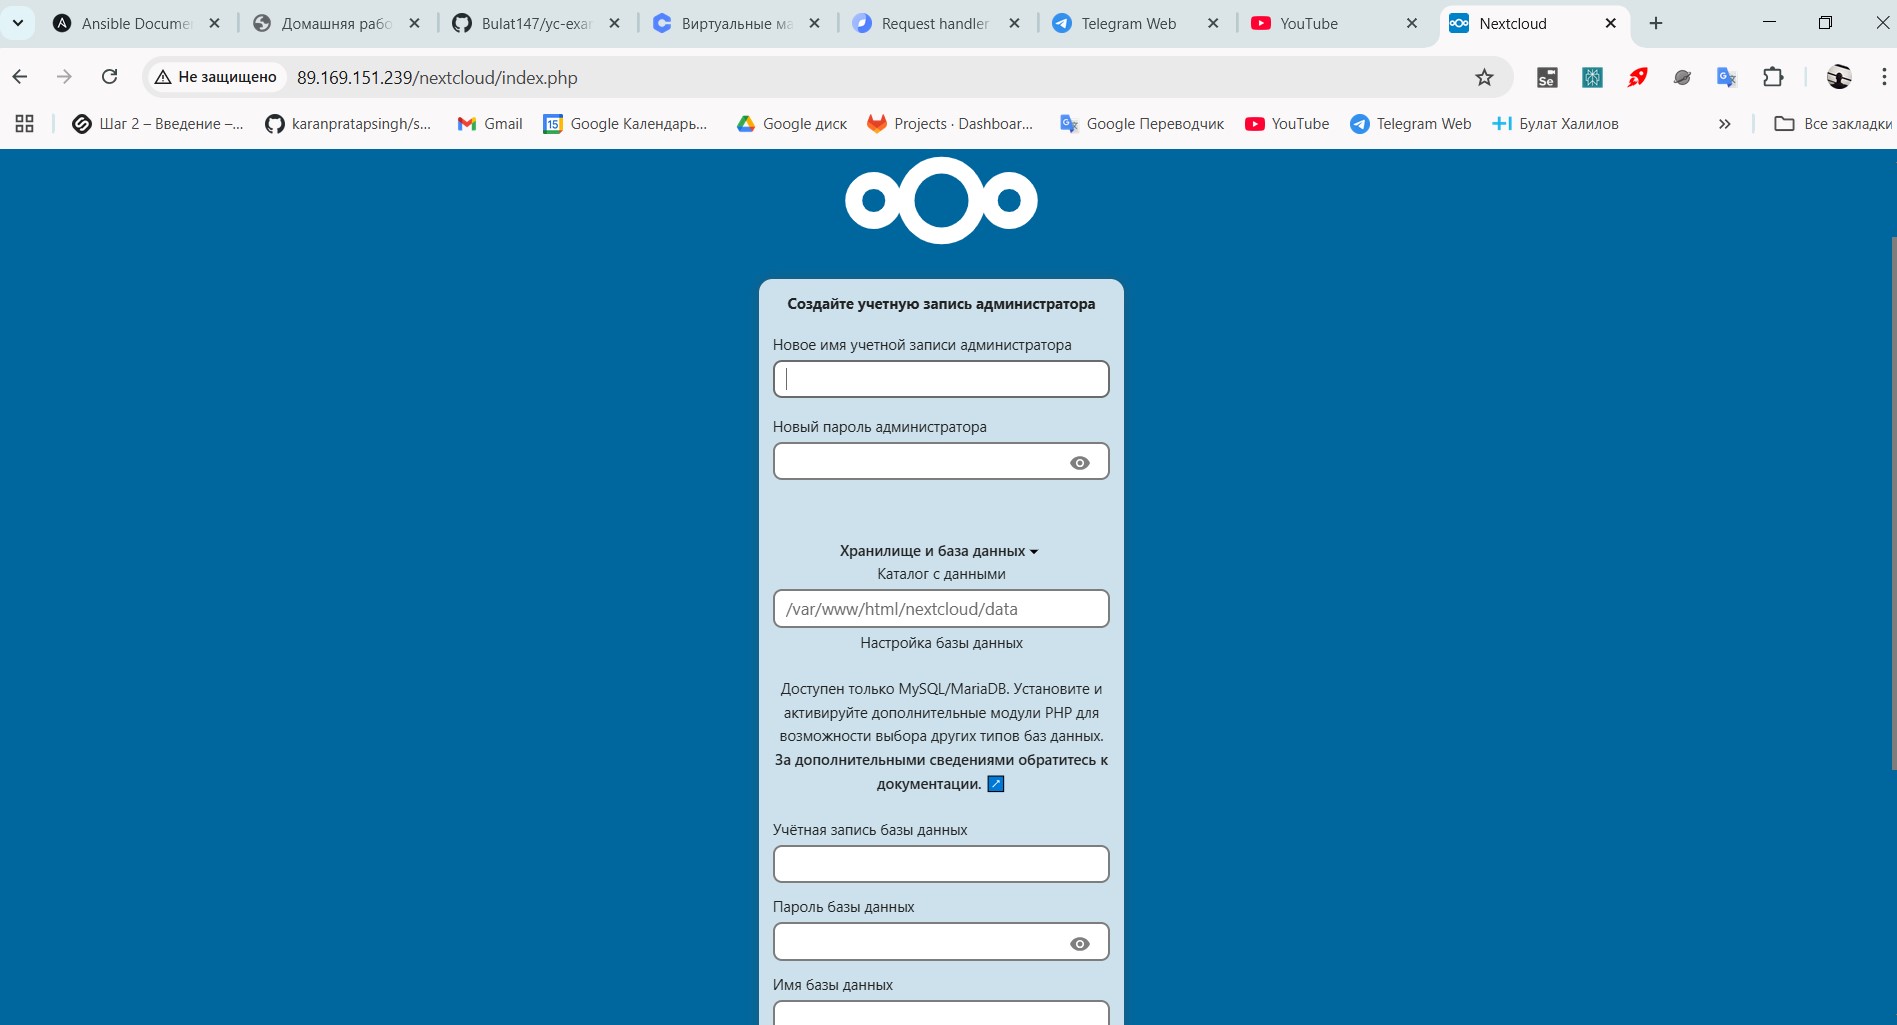 Ansible Documen
Домашняя рабо
Bulat147/yc-exam
Виртуальные ма
Request handler
Telegram Web
YouTube
Nextcloud
Не защищено
89.169.151.239/nextcloud/index.php
Se
Шаг 2 – Введение –...
karanpratapsingh/s...
Gmail
15
Google Календарь...
Google диск
Projects · Dashboar...
Google Переводчик
YouTube
Telegram Web
Булат Халилов
Все закладки
Создайте учетную запись администратора
Новое имя учетной записи администратора
Новый пароль администратора
Хранилище и база данных
Каталог с данными
/var/www/html/nextcloud/data
Настройка базы данных
Доступен только MySQL/MariaDB. Установите и
активируйте дополнительные модули PHP для
возможности выбора других типов баз данных.
За дополнительными сведениями обратитесь к
документации.
Учётная запись базы данных
Пароль базы данных
Имя базы данных